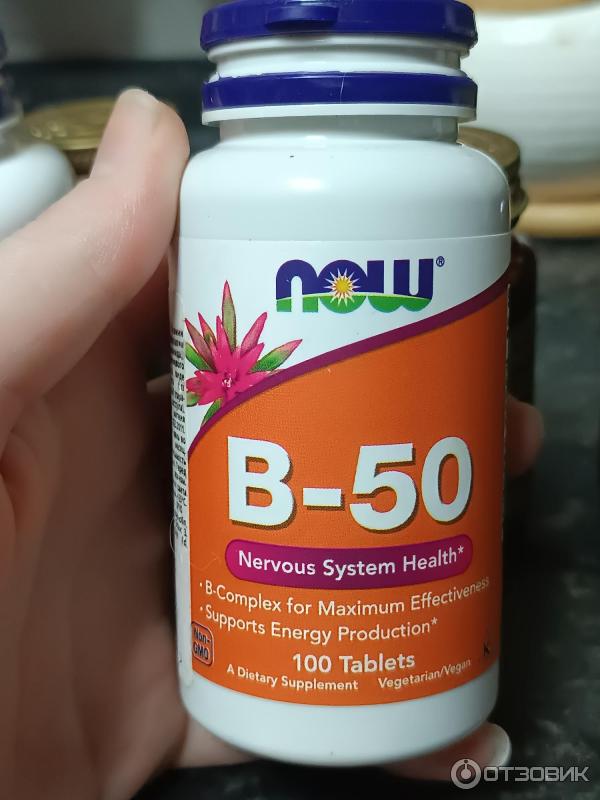 now®
B-50
Nervous System Health*
· B-Complex for Maximum Effectiveness
· Supports Energy Production*
Non-
GMO
100 Tablets
A Dietary Supplement Vegetarian/Vegan
K
ОТЗОВИК